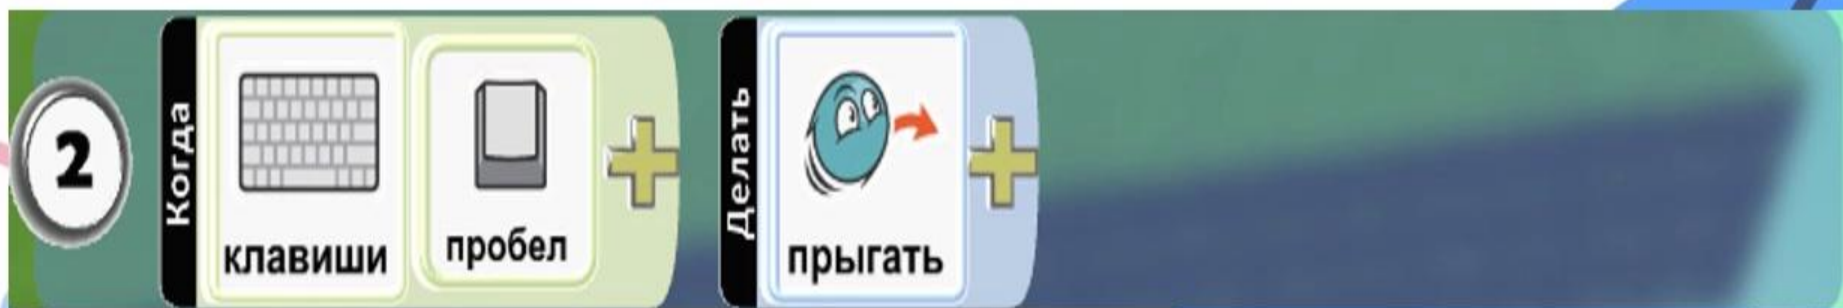 2
Когда
клавиши
пробел
Делать
прыгать